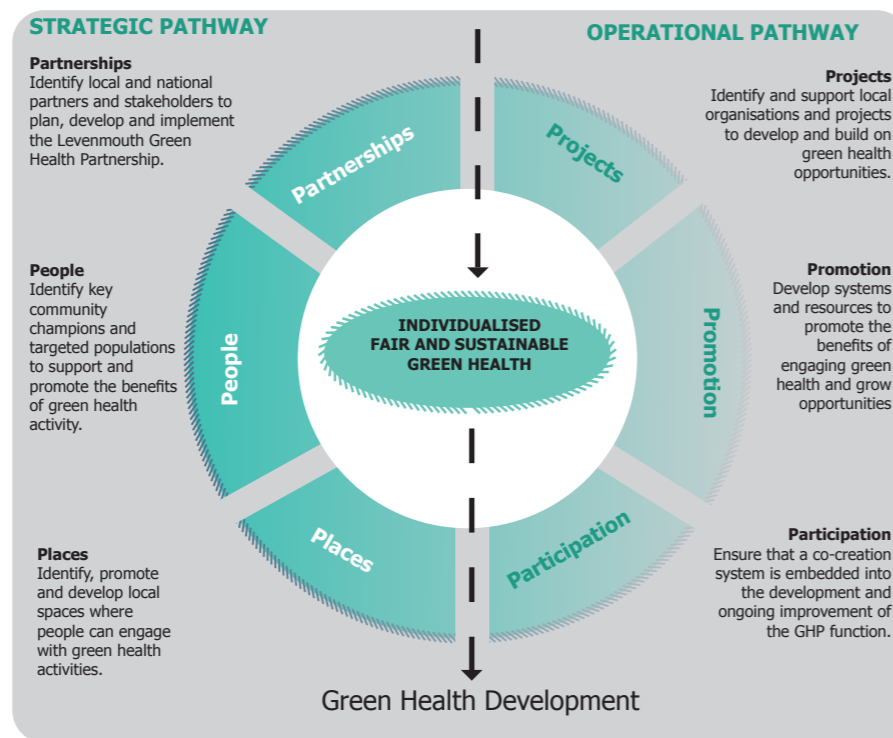 STRATEGIC PATHWAY
OPERATIONAL PATHWAY
Partnerships
Identify local and national
partners and stakeholders to
plan, develop and implement
the Levenmouth Green
Health Partnership.
People
Identify key
community
champions and
targeted populations
to support and
promote the benefits
of green health
activity.
Places
Identify, promote
and develop local
spaces where
people can engage
with green health
activities.
Partnerships
People
Places
Projects
Promotion
Participation
INDIVIDUALISED
FAIR AND SUSTAINABLE
GREEN HEALTH
Projects
Identify and support local
organisations and projects
to develop and build on
green health
opportunities.
Promotion
Develop systems
and resources to
promote the
benefits of
engaging green
health and grow
opportunities
Participation
Ensure that a co-creation
system is embedded into
the development and
ongoing improvement of
the GHP function.
Green Health Development